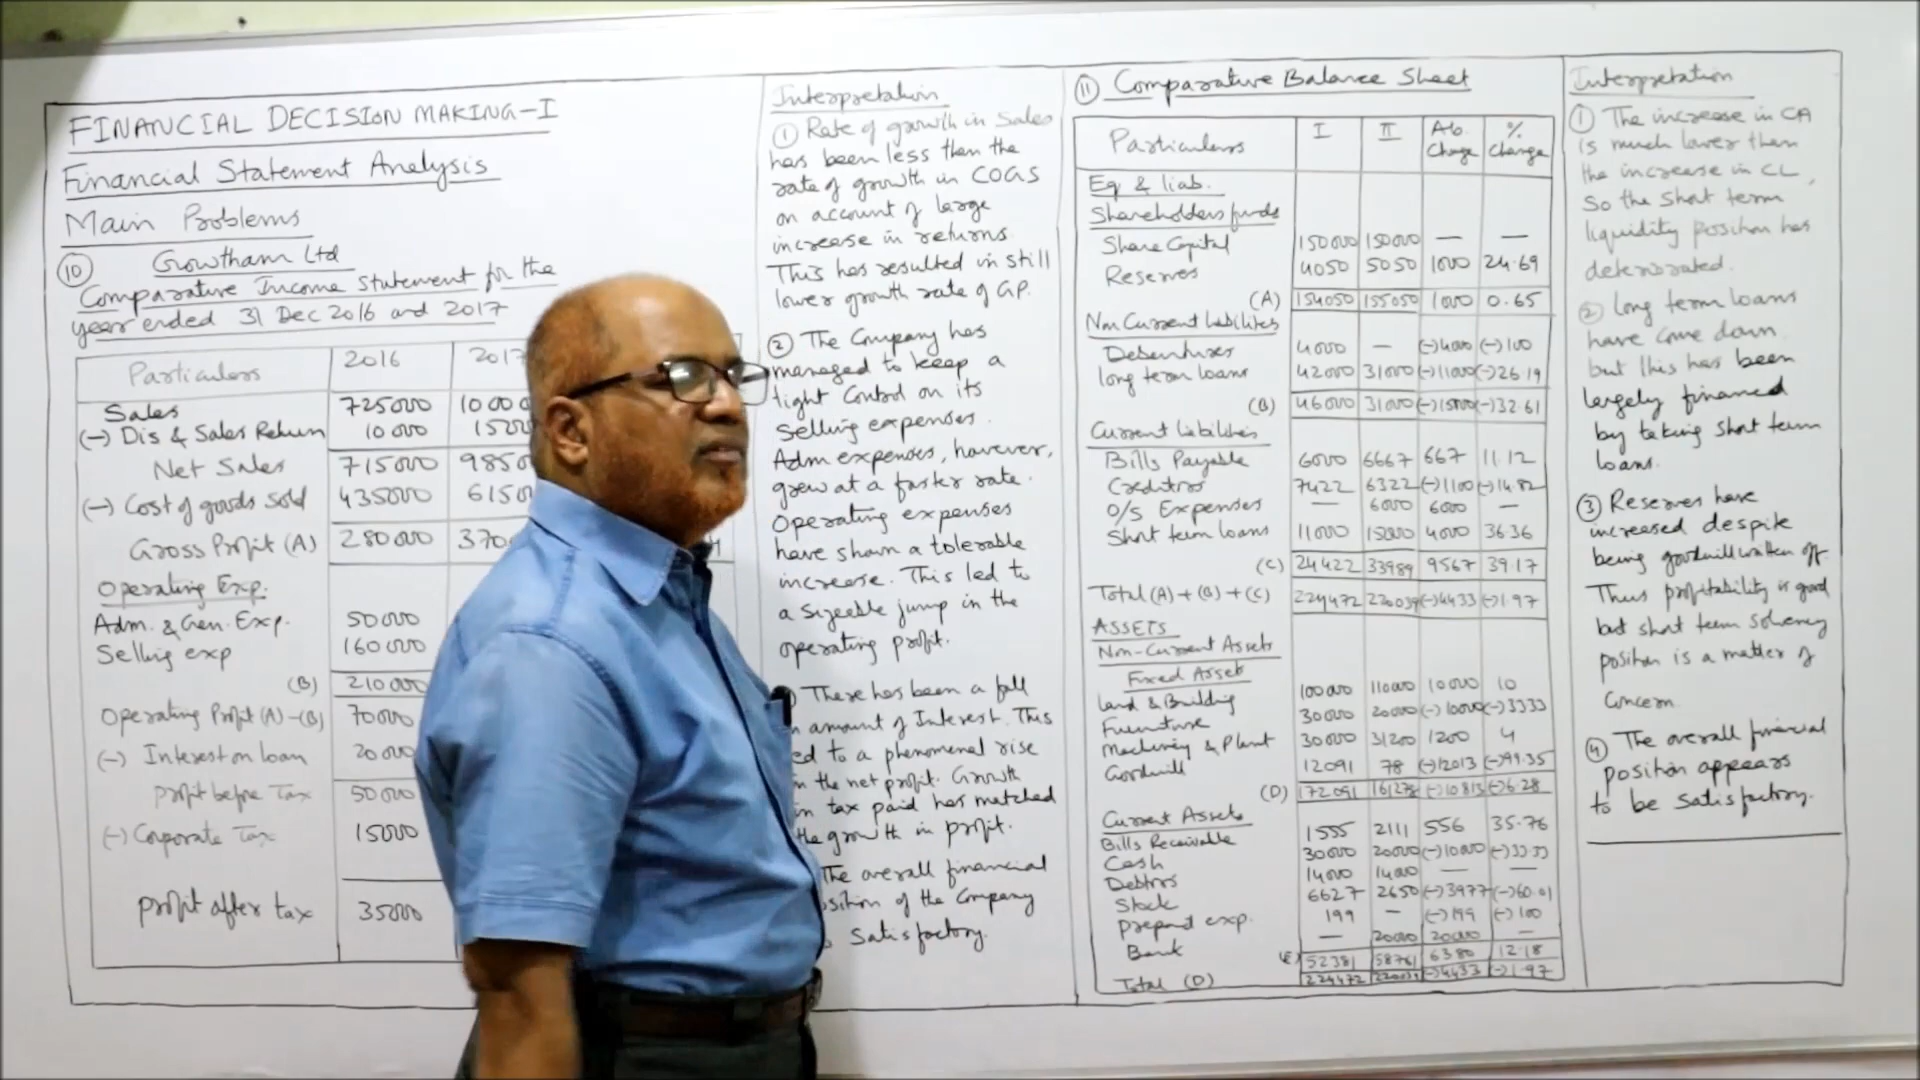 FINANCIAL DECISION MAKING-I
Financial Statement Analysis
Main Problems
⑩ Growtham Ltd
Comparative Income Statement for the
year ended 31 Dec 2016 and 2017
Particulars 2016 2017
Sales 725000 10000
(-) Dis & Sales Return 10000 1500
Net Sales 715000 9850
(-) Cost of goods sold 435000 6150
Gross Profit (A) 280000 370
Operating Exp.
Adm. & Gen. Exp. 50000
Selling exp 160000
(B) 210000
Operating Profit (A)-(B) 70000
(-) Interest on loan 20000
Profit before Tax 50000
(-) Corporate Tax 15000
Profit after tax 35000
Interpretation
① Rate of growth in Sales
has been less then the
rate of growth in COGS
on account of large
increase in returns.
This has resulted in still
lower growth rate of GP.
② The Company has
managed to keep a
tight Control on its
Selling expenses.
Adm expenses, however,
grew at a faster rate.
Operating expenses
have shown a tolerable
increase. This led to
a sizeable jump in the
operating profit.
There has been a fall
amount of Interest. This
ed to a phenomenal rise
n the net profit. Growth
in tax paid has matched
the growth in profit.
The overall financial
sition of the Company
Satisfactory.
⑪ Comparative Balance Sheet
Particulars I II Ab. Change % Change
Eq & liab.
Shareholders funds
Share Capital 150000 150000 — —
Reserves 4050 5050 1000 24.69
(A) 154050 155050 1000 0.65
Non Current liabilites
Debentures 4000 — (-)4000 (-)100
long term loans 42000 31000 (-)11000 (-)26.19
(B) 46000 31000 (-)15000 (-)32.61
Current liabilities
Bills Payable 6000 6667 667 11.12
Creditors 7422 6322 (-)1100 (-)14.82
O/S Expenses — 6000 6000 —
Short term loans 11000 15000 4000 36.36
(C) 24422 33989 9567 39.17
Total (A)+(B)+(C) 224472 220039 (-)4433 (-)1.97
ASSETS
Non-Current Assets
Fixed Assets
land & Building 100000 110000 10000 10
Furniture 30000 20000 (-)10000 (-)33.33
Machinery & Plant 30000 31200 1200 4
Goodwill 12091 78 (-)12013 (-)99.35
(D) 172091 161278 (-)10813 (-)6.28
Current Assets
Bills Receivable 1555 2111 556 35.76
Cash 30000 20000 (-)10000 (-)33.33
Debtors 14000 14000 — —
Stock 6627 2650 (-)3977 (-)60.01
Prepaid exp. 199 — (-)199 (-)100
Bank — 20000 20000 —
(E) 52381 58761 6380 12.18
Total (D) 224472 220039 (-)4433 (-)1.97
Interpretation
① The increase in CA
is much lower then
the increase in CL,
So the short term
liquidity position has
deteriorated.
② Long term loans
have come down
but this has been
largely financed
by taking short term
loans.
③ Reserves have
increased despite
being goodwill written off.
Thus profitability is good
but short term solvency
position is a matter of
Concern.
④ The overall financial
position appears
to be satisfactory.